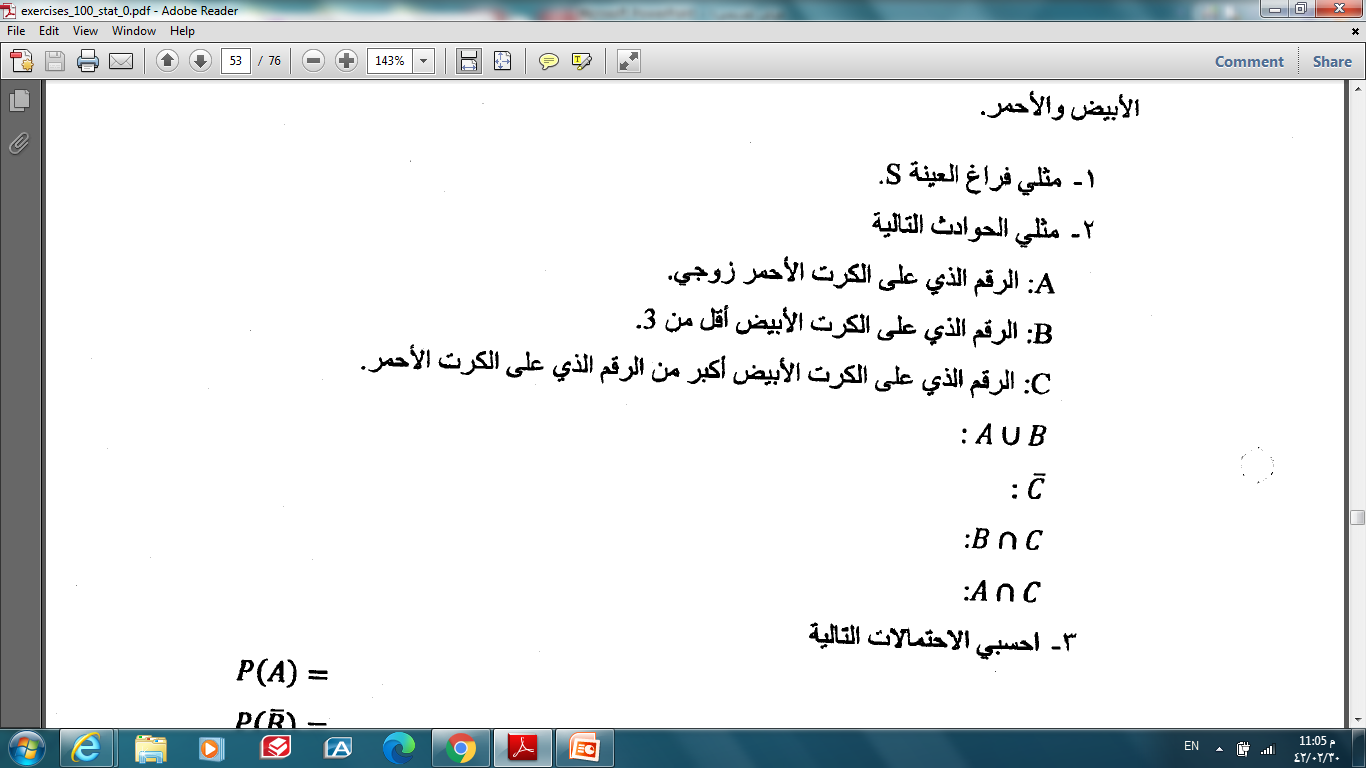 exercises_100_stat_0.pdf - Adobe Reader
File Edit View Window Help
53 / 76 143% Comment Share
الأبيض والأحمر.
١- مثلي فراغ العينة S.
٢- مثلي الحوادث التالية
A: الرقم الذي على الكرت الأحمر زوجي.
B: الرقم الذي على الكرت الأبيض أقل من 3.
C: الرقم الذي على الكرت الأبيض أكبر من الرقم الذي على الكرت الأحمر.
A ∪ B :
C̄ :
B ∩ C:
A ∩ C:
٣- احسبي الاحتمالات التالية
P(A) =
P(B̄) =
EN
11:05 م
٤٢/٠٢/٣٠